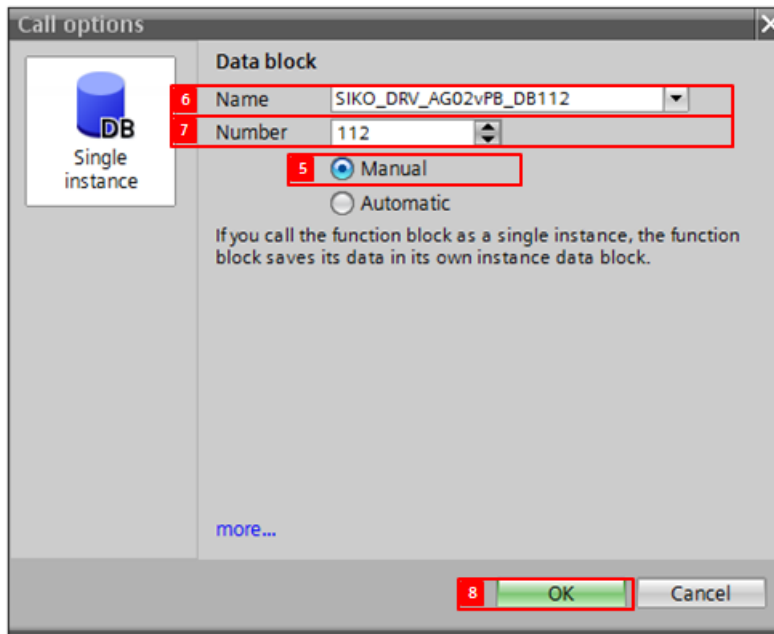 Call options
DB
Single
instance
Data block
6 Name SIKO_DRV_AG02vPB_DB112
7 Number 112
5 Manual
Automatic
If you call the function block as a single instance, the function
block saves its data in its own instance data block.
more...
8 OK Cancel